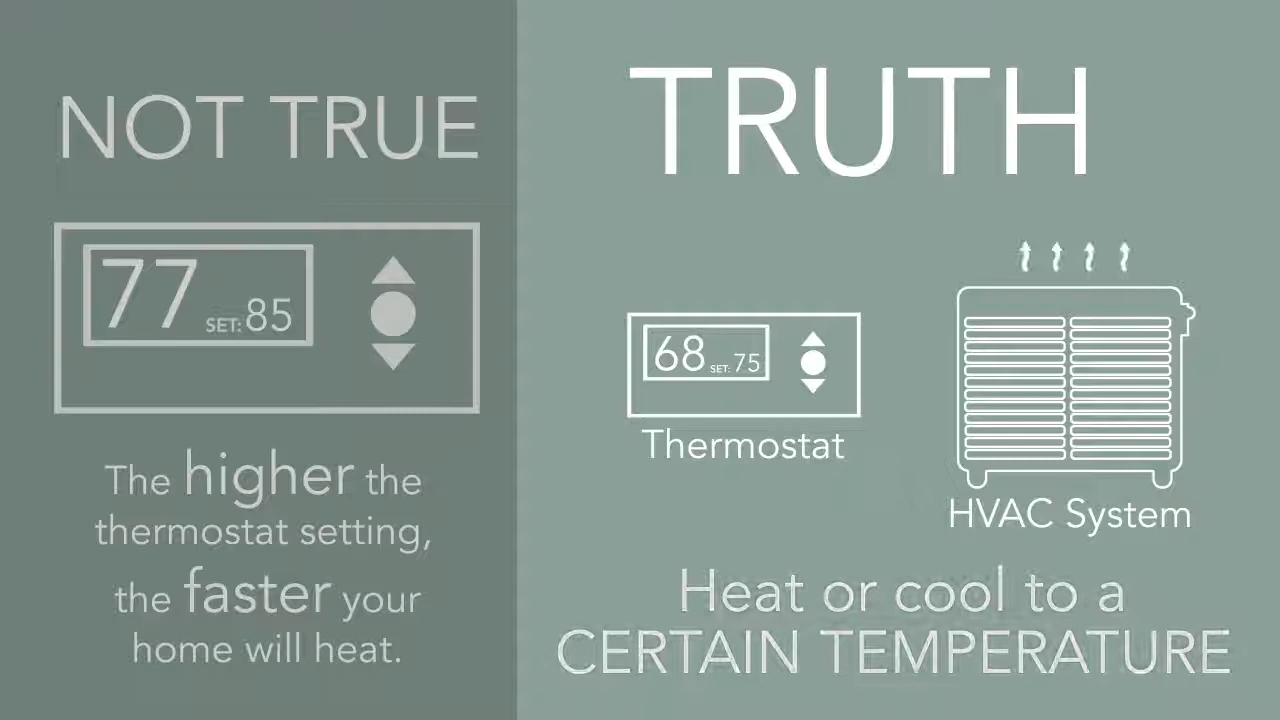 NOT TRUE
77 SET: 85
The higher the
thermostat setting,
the faster your
home will heat.
TRUTH
68 SET: 75
Thermostat
HVAC System
Heat or cool to a
CERTAIN TEMPERATURE